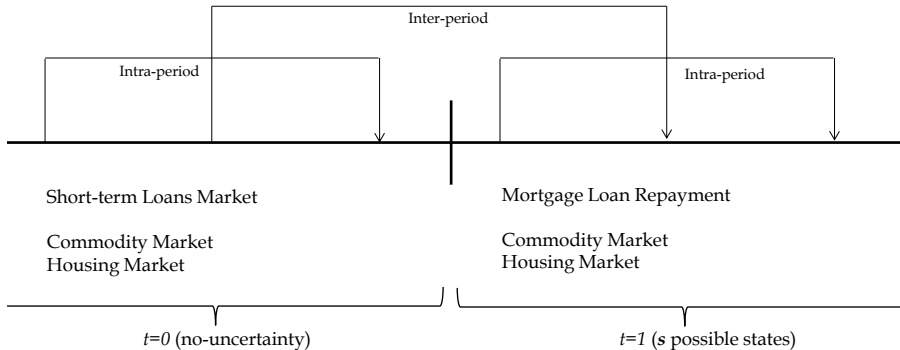 Inter-period
Intra-period
Intra-period
Short-term Loans Market
Commodity Market
Housing Market
Mortgage Loan Repayment
Commodity Market
Housing Market
t=0 (no-uncertainty)
t=1 (s possible states)